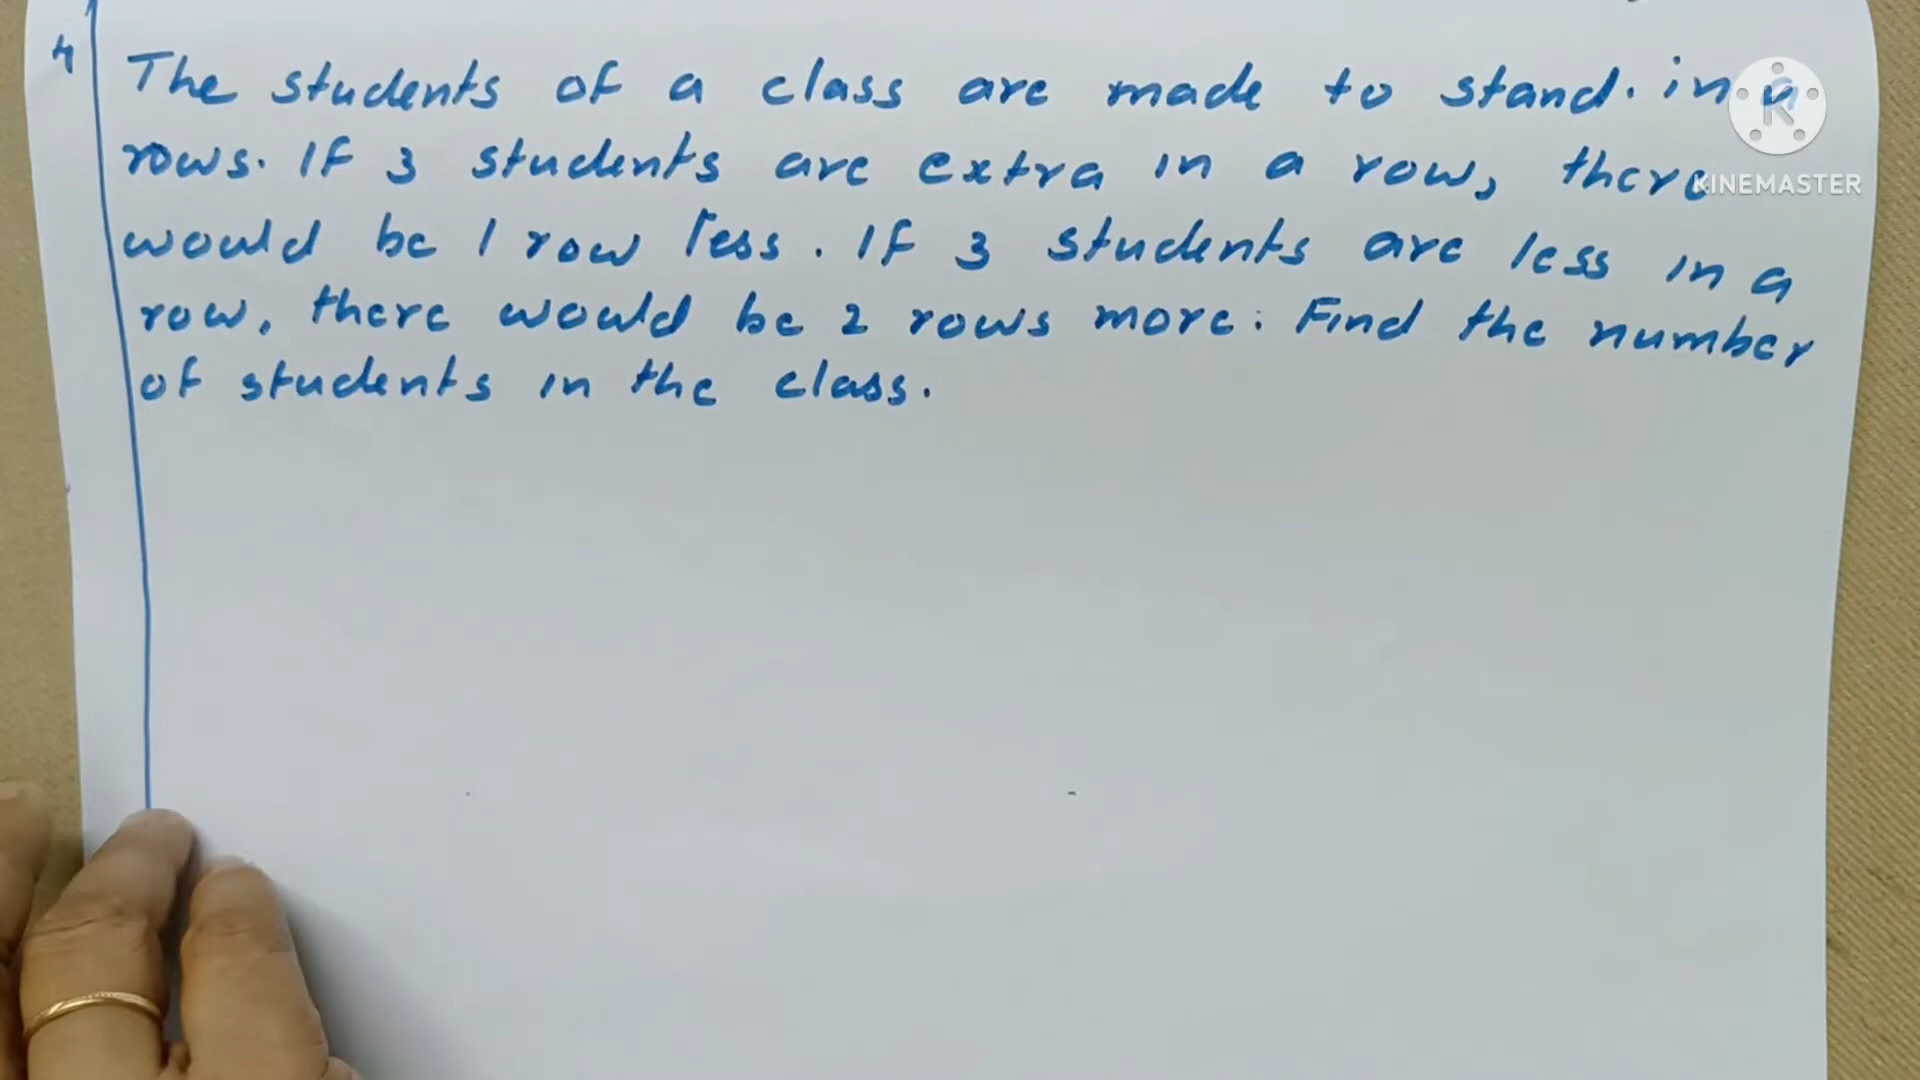 4
The students of a class are made to stand. in a
rows. If 3 students are extra in a row, there
KINEMASTER
would be 1 row less. If 3 students are less in a
row, there would be 2 rows more. Find the number
of students in the class.